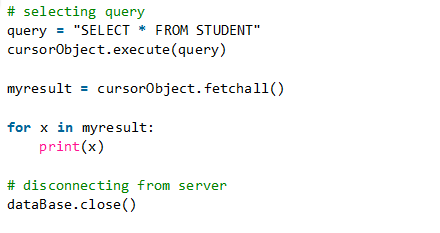 # selecting query
query = "SELECT * FROM STUDENT"
cursorObject.execute(query)

myresult = cursorObject.fetchall()

for x in myresult:
    print(x)

# disconnecting from server
dataBase.close()